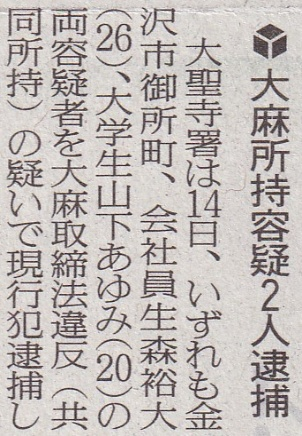 大麻所持容疑2人逮捕
大聖寺署は14日、いずれも金
沢市御所町、会社員生森裕大
(26)、大学生山下あゆみ(20)の
両容疑者を大麻取締法違反(共
同所持)の疑いで現行犯逮捕し